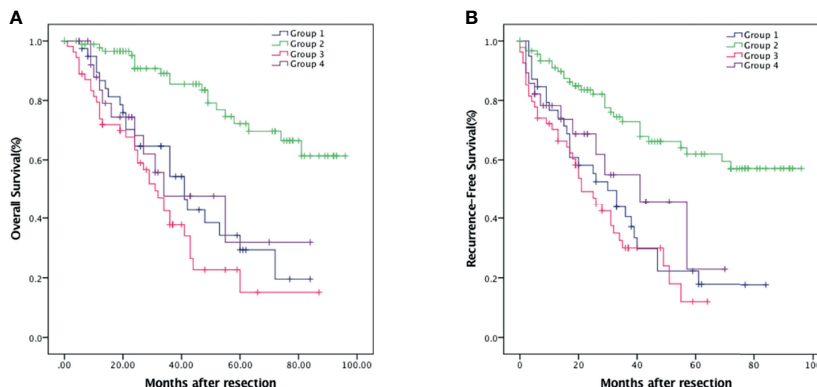 A
Group 1
Group 2
Group 3
Group 4
Overall Survival(%)
1.0
0.8
0.6
0.4
0.2
0.0
.00
20.00
40.00
60.00
80.00
100.00
Months after resection
B
Group 1
Group 2
Group 3
Group 4
Recurrence-Free Survival(%)
1.0
0.8
0.6
0.4
0.2
0.0
0
20
40
60
80
Months after resection